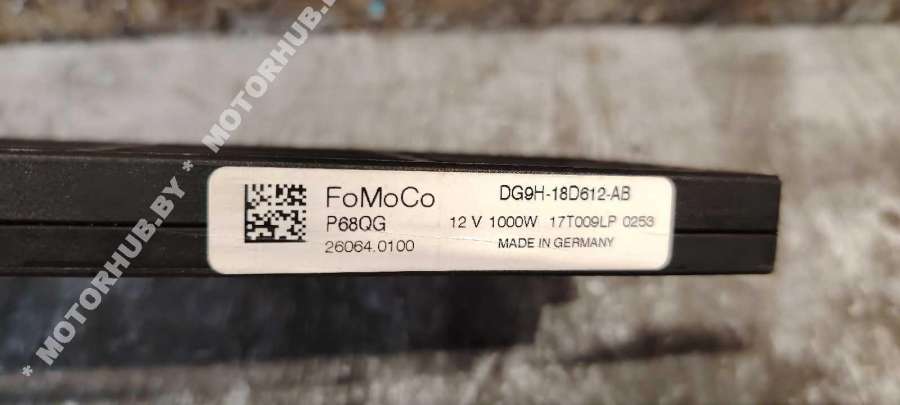 FoMoCo
P68QG
26064.0100
DG9H-18D612-AB
12 V 1000W 17T009LP 0253
MADE IN GERMANY
* MOTORHUB.BY * MOTORHUB.BY